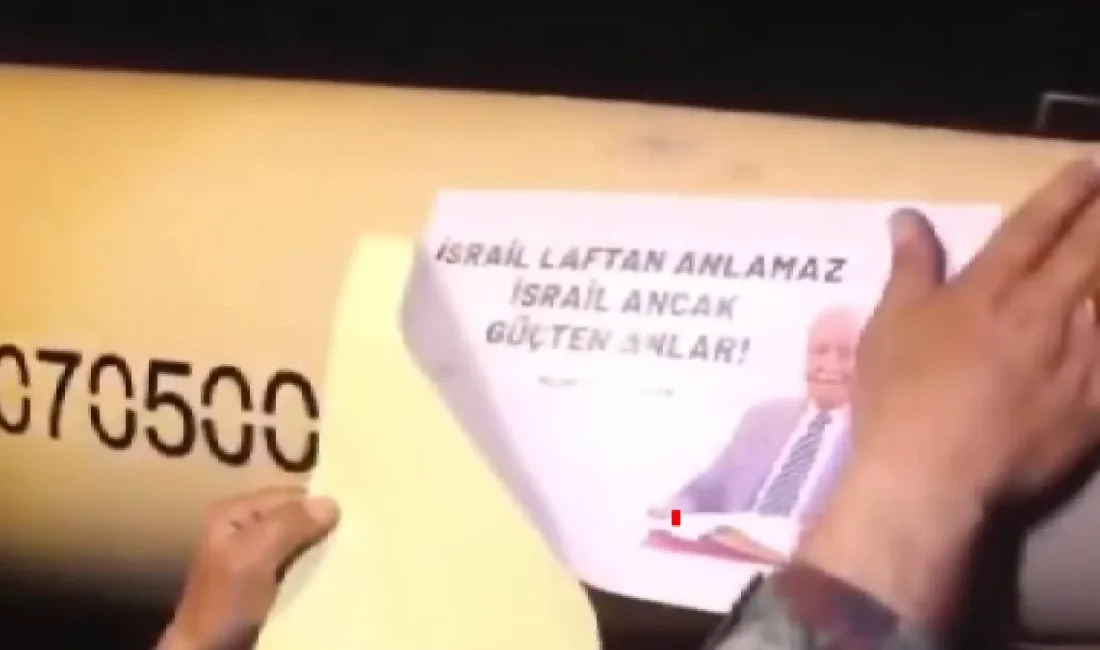 İSRAİL LAFTAN ANLAMAZ
İSRAİL ANCAK
GÜÇTEN ANLAR!
070500